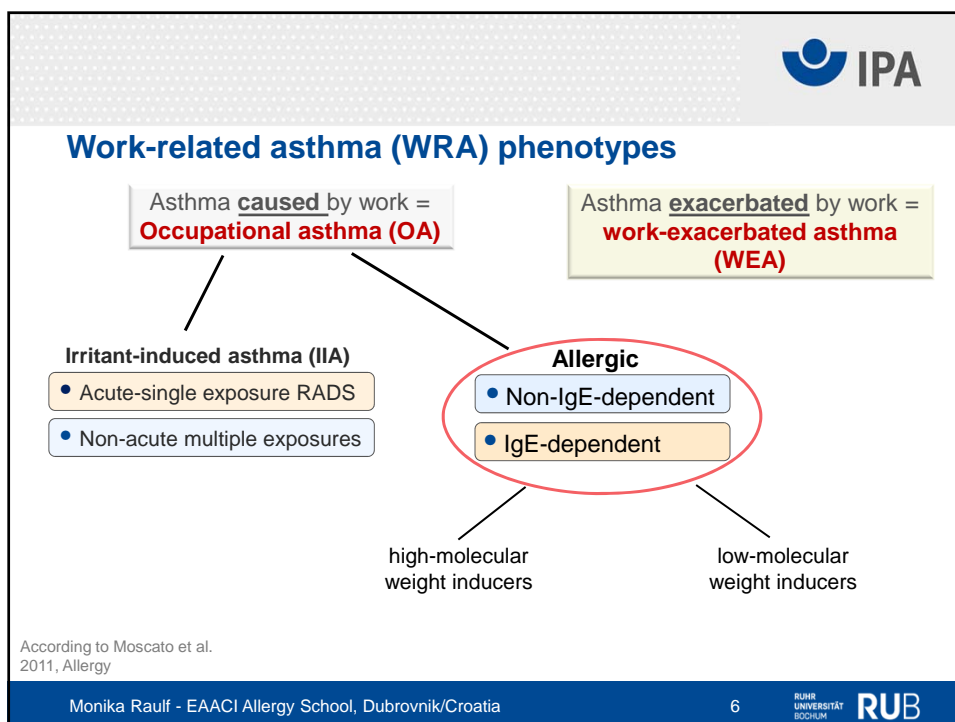 IPA
Work-related asthma (WRA) phenotypes
Asthma caused by work =
Occupational asthma (OA)
Asthma exacerbated by work =
work-exacerbated asthma
(WEA)
Irritant-induced asthma (IIA)
• Acute-single exposure RADS
• Non-acute multiple exposures
Allergic
• Non-IgE-dependent
• IgE-dependent
high-molecular
weight inducers
low-molecular
weight inducers
According to Moscato et al.
2011, Allergy
Monika Raulf - EAACI Allergy School, Dubrovnik/Croatia
6
RUHR
UNIVERSITÄT
BOCHUM
RUB